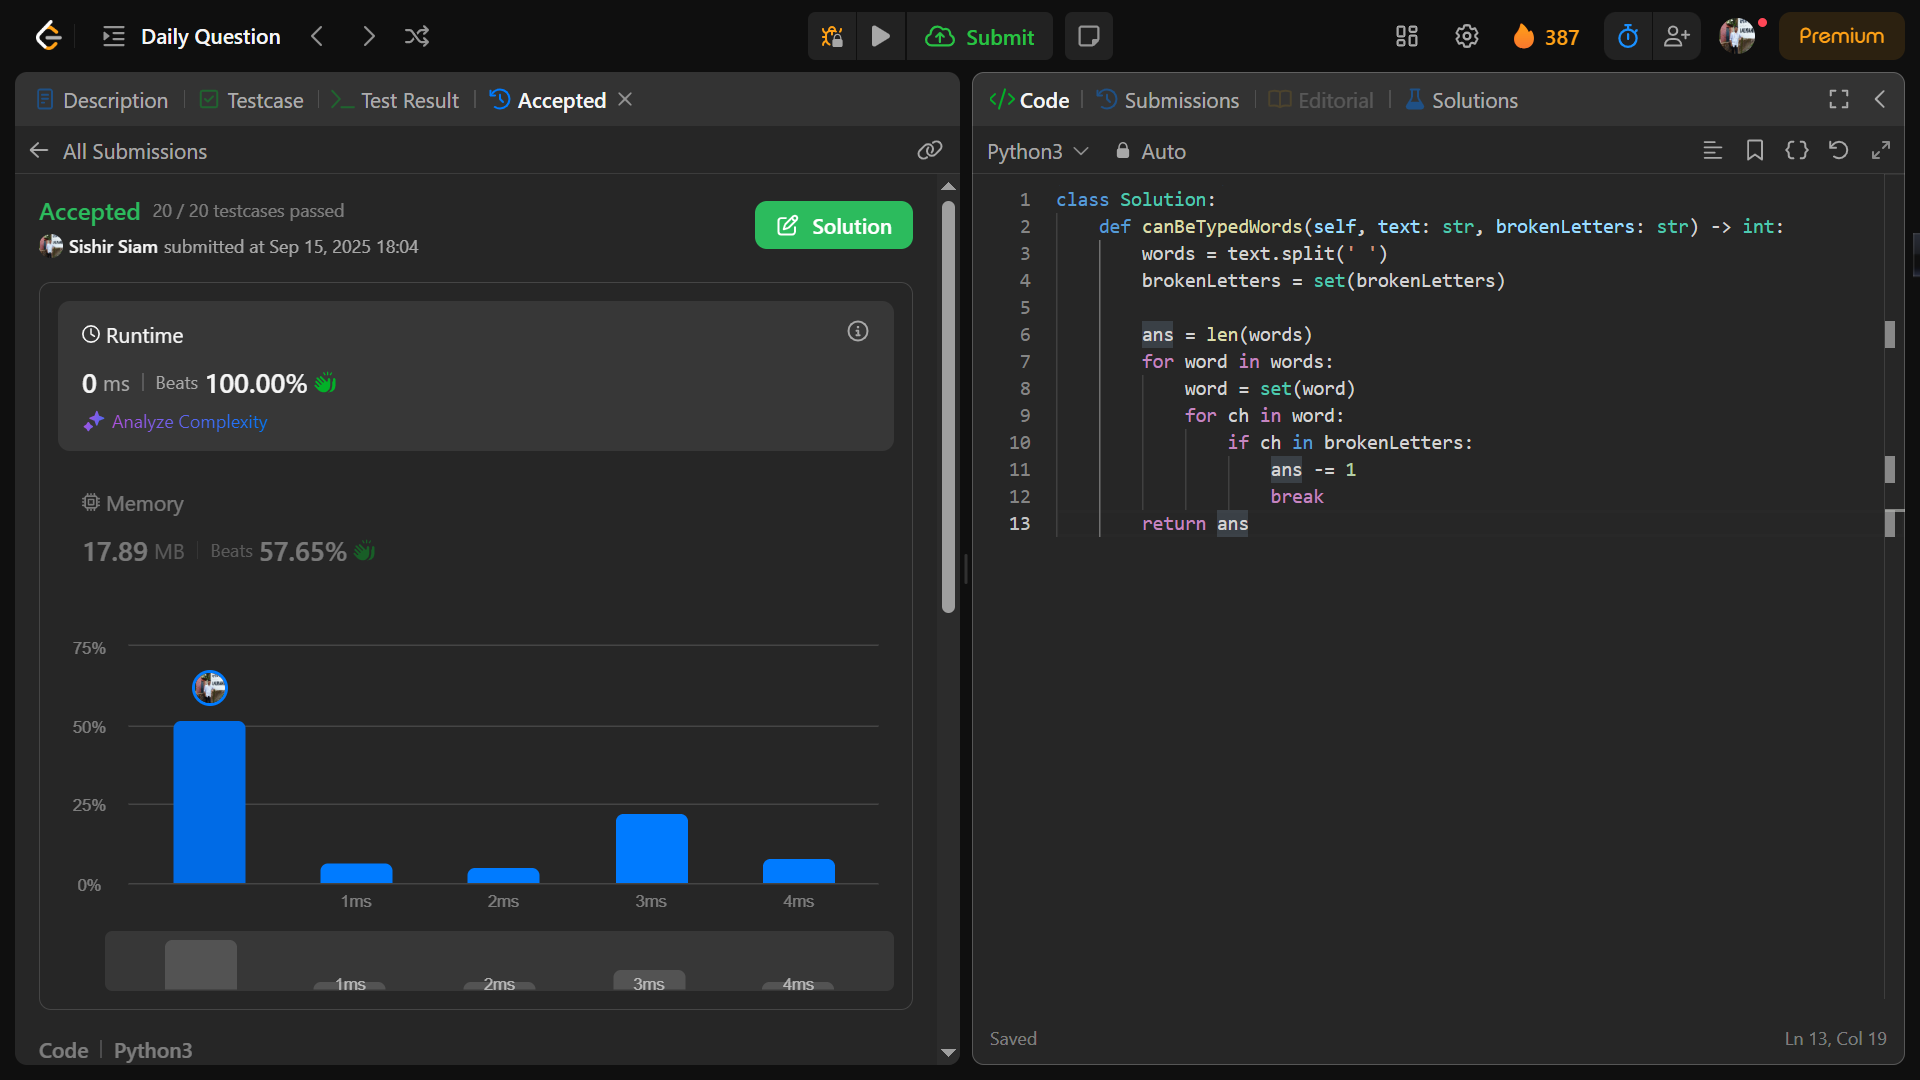 Daily Question
Submit
387
Premium
Description
Testcase
Test Result
Accepted
All Submissions
Accepted 20 / 20 testcases passed
Sishir Siam submitted at Sep 15, 2025 18:04
Solution
Runtime
0 ms Beats 100.00%
Analyze Complexity
Memory
17.89 MB Beats 57.65%
75%
50%
25%
0%
1ms 2ms 3ms 4ms
1ms 2ms 3ms 4ms
Code Python3
Code
Submissions
Editorial
Solutions
Python3 Auto
1 class Solution:
2     def canBeTypedWords(self, text: str, brokenLetters: str) -> int:
3         words = text.split(' ')
4         brokenLetters = set(brokenLetters)
5
6         ans = len(words)
7         for word in words:
8             word = set(word)
9             for ch in word:
10                 if ch in brokenLetters:
11                     ans -= 1
12                     break
13         return ans
Saved
Ln 13, Col 19